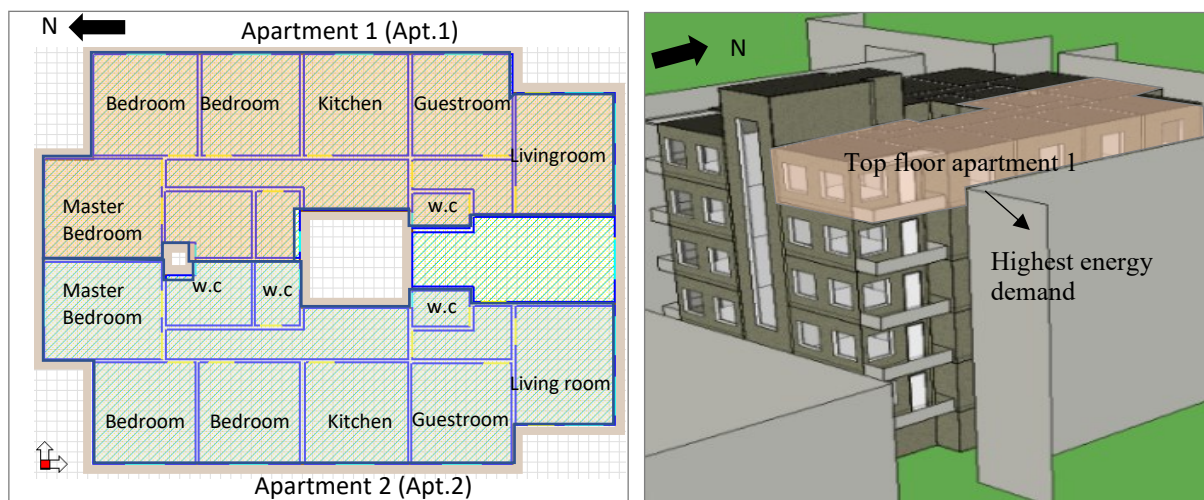 N
Apartment 1 (Apt.1)
Bedroom
Bedroom
Kitchen
Guestroom
Livingroom
w.c
Master
Bedroom
Master
Bedroom
w.c
w.c
w.c
Living room
Bedroom
Bedroom
Kitchen
Guestroom
Apartment 2 (Apt.2)
N
Top floor apartment 1
Highest energy
demand